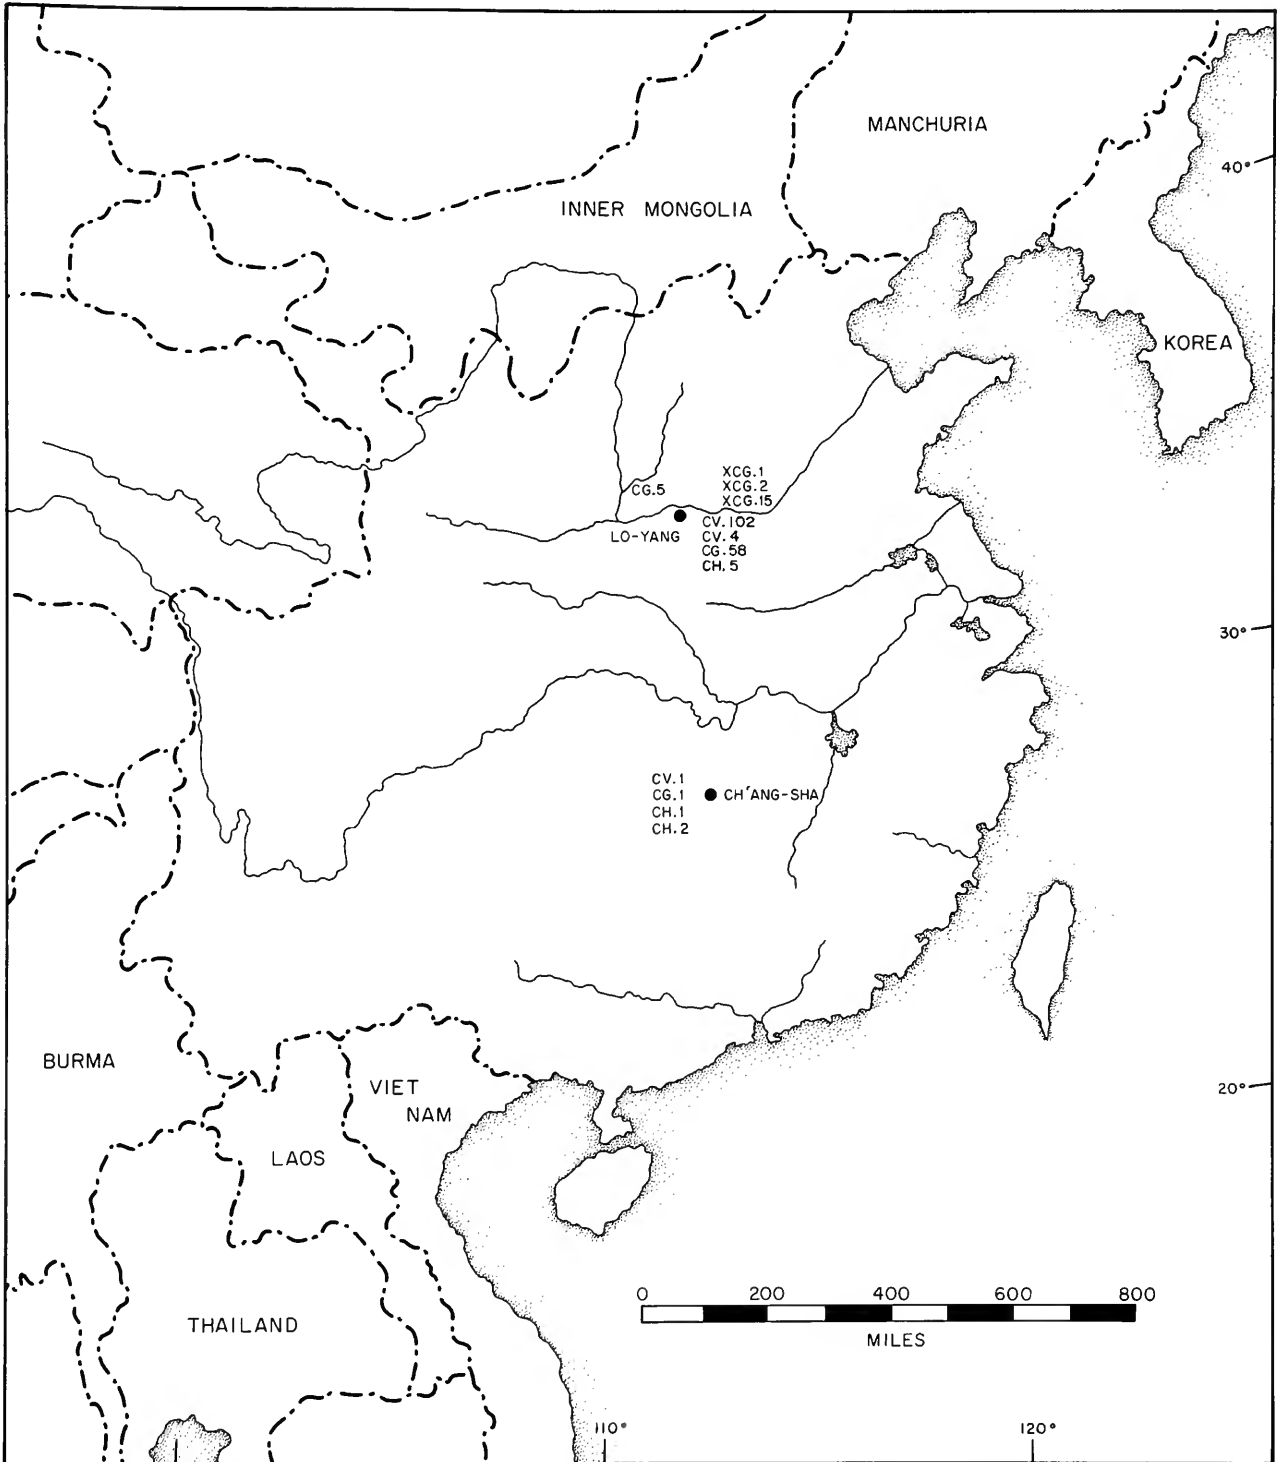 MANCHURIA
40°
INNER MONGOLIA
KOREA
XCG.1
XCG.2
XCG.15
CG.5
LO-YANG
CV.102
CV.4
CG.58
CH.5
30°
CV.1
CG.1
CH.1
CH.2
CH'ANG-SHA
BURMA
VIET
NAM
20°
LAOS
THAILAND
0 200 400 600 800
MILES
110°
120°